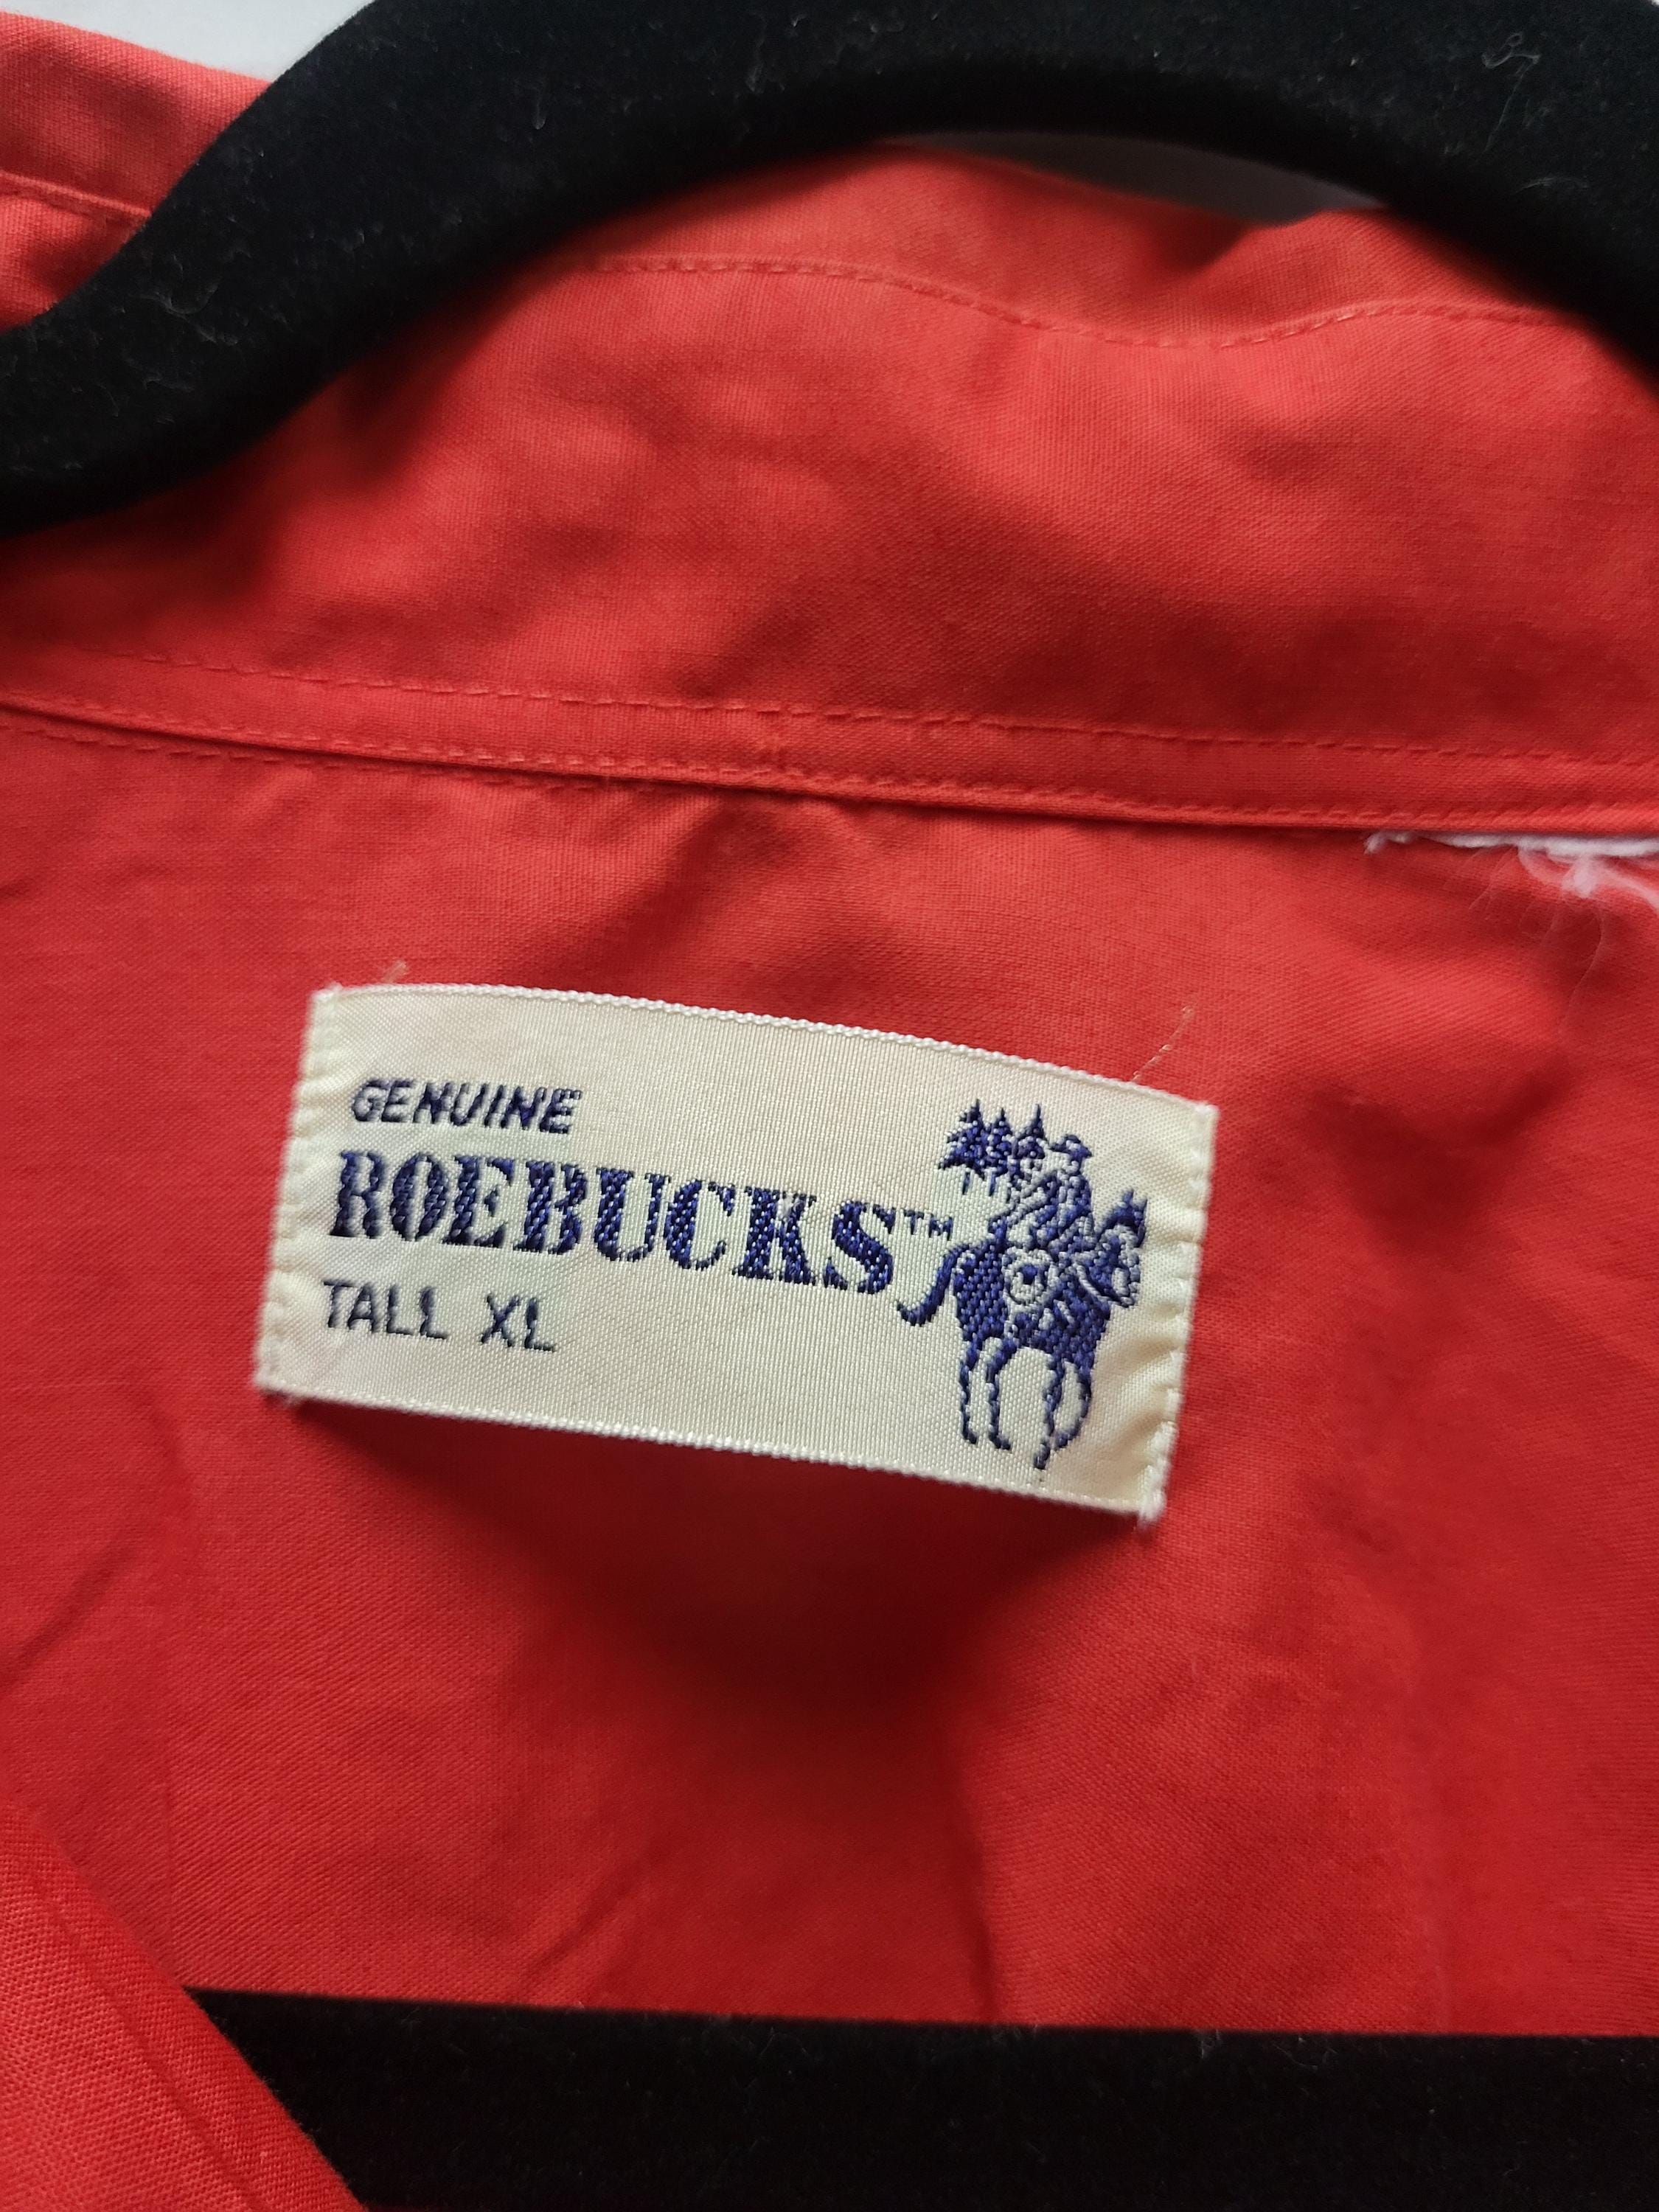 GENUINE
ROEBUCKS™
TALL XL